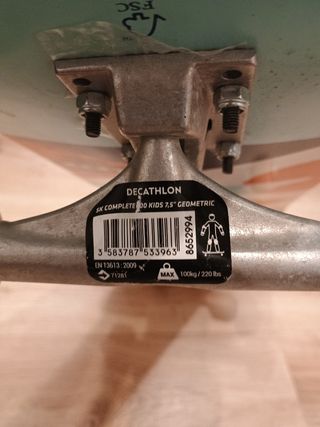 FSC
DECATHLON
SK COMPLETE 100 KIDS 7,5" GEOMETRIC
3 583787 533963
8652994
EN 13613 : 2009
71281
MAX
100kg / 220 lbs